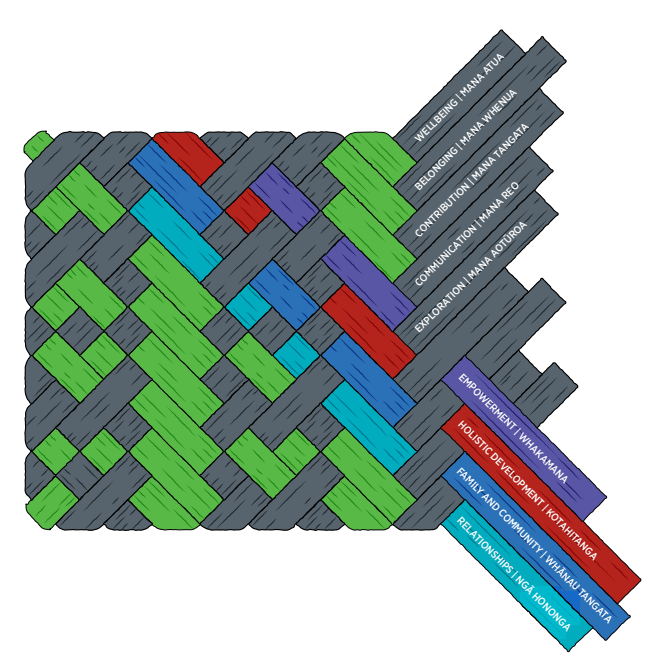 WELLBEING | MANA ATUA
BELONGING | MANA WHENUA
CONTRIBUTION | MANA TANGATA
COMMUNICATION | MANA REO
EXPLORATION | MANA AOTŪROA
EMPOWERMENT | WHAKAMANA
HOLISTIC DEVELOPMENT | KOTAHITANGA
FAMILY AND COMMUNITY | WHĀNAU TANGATA
RELATIONSHIPS | NGĀ HONONGA